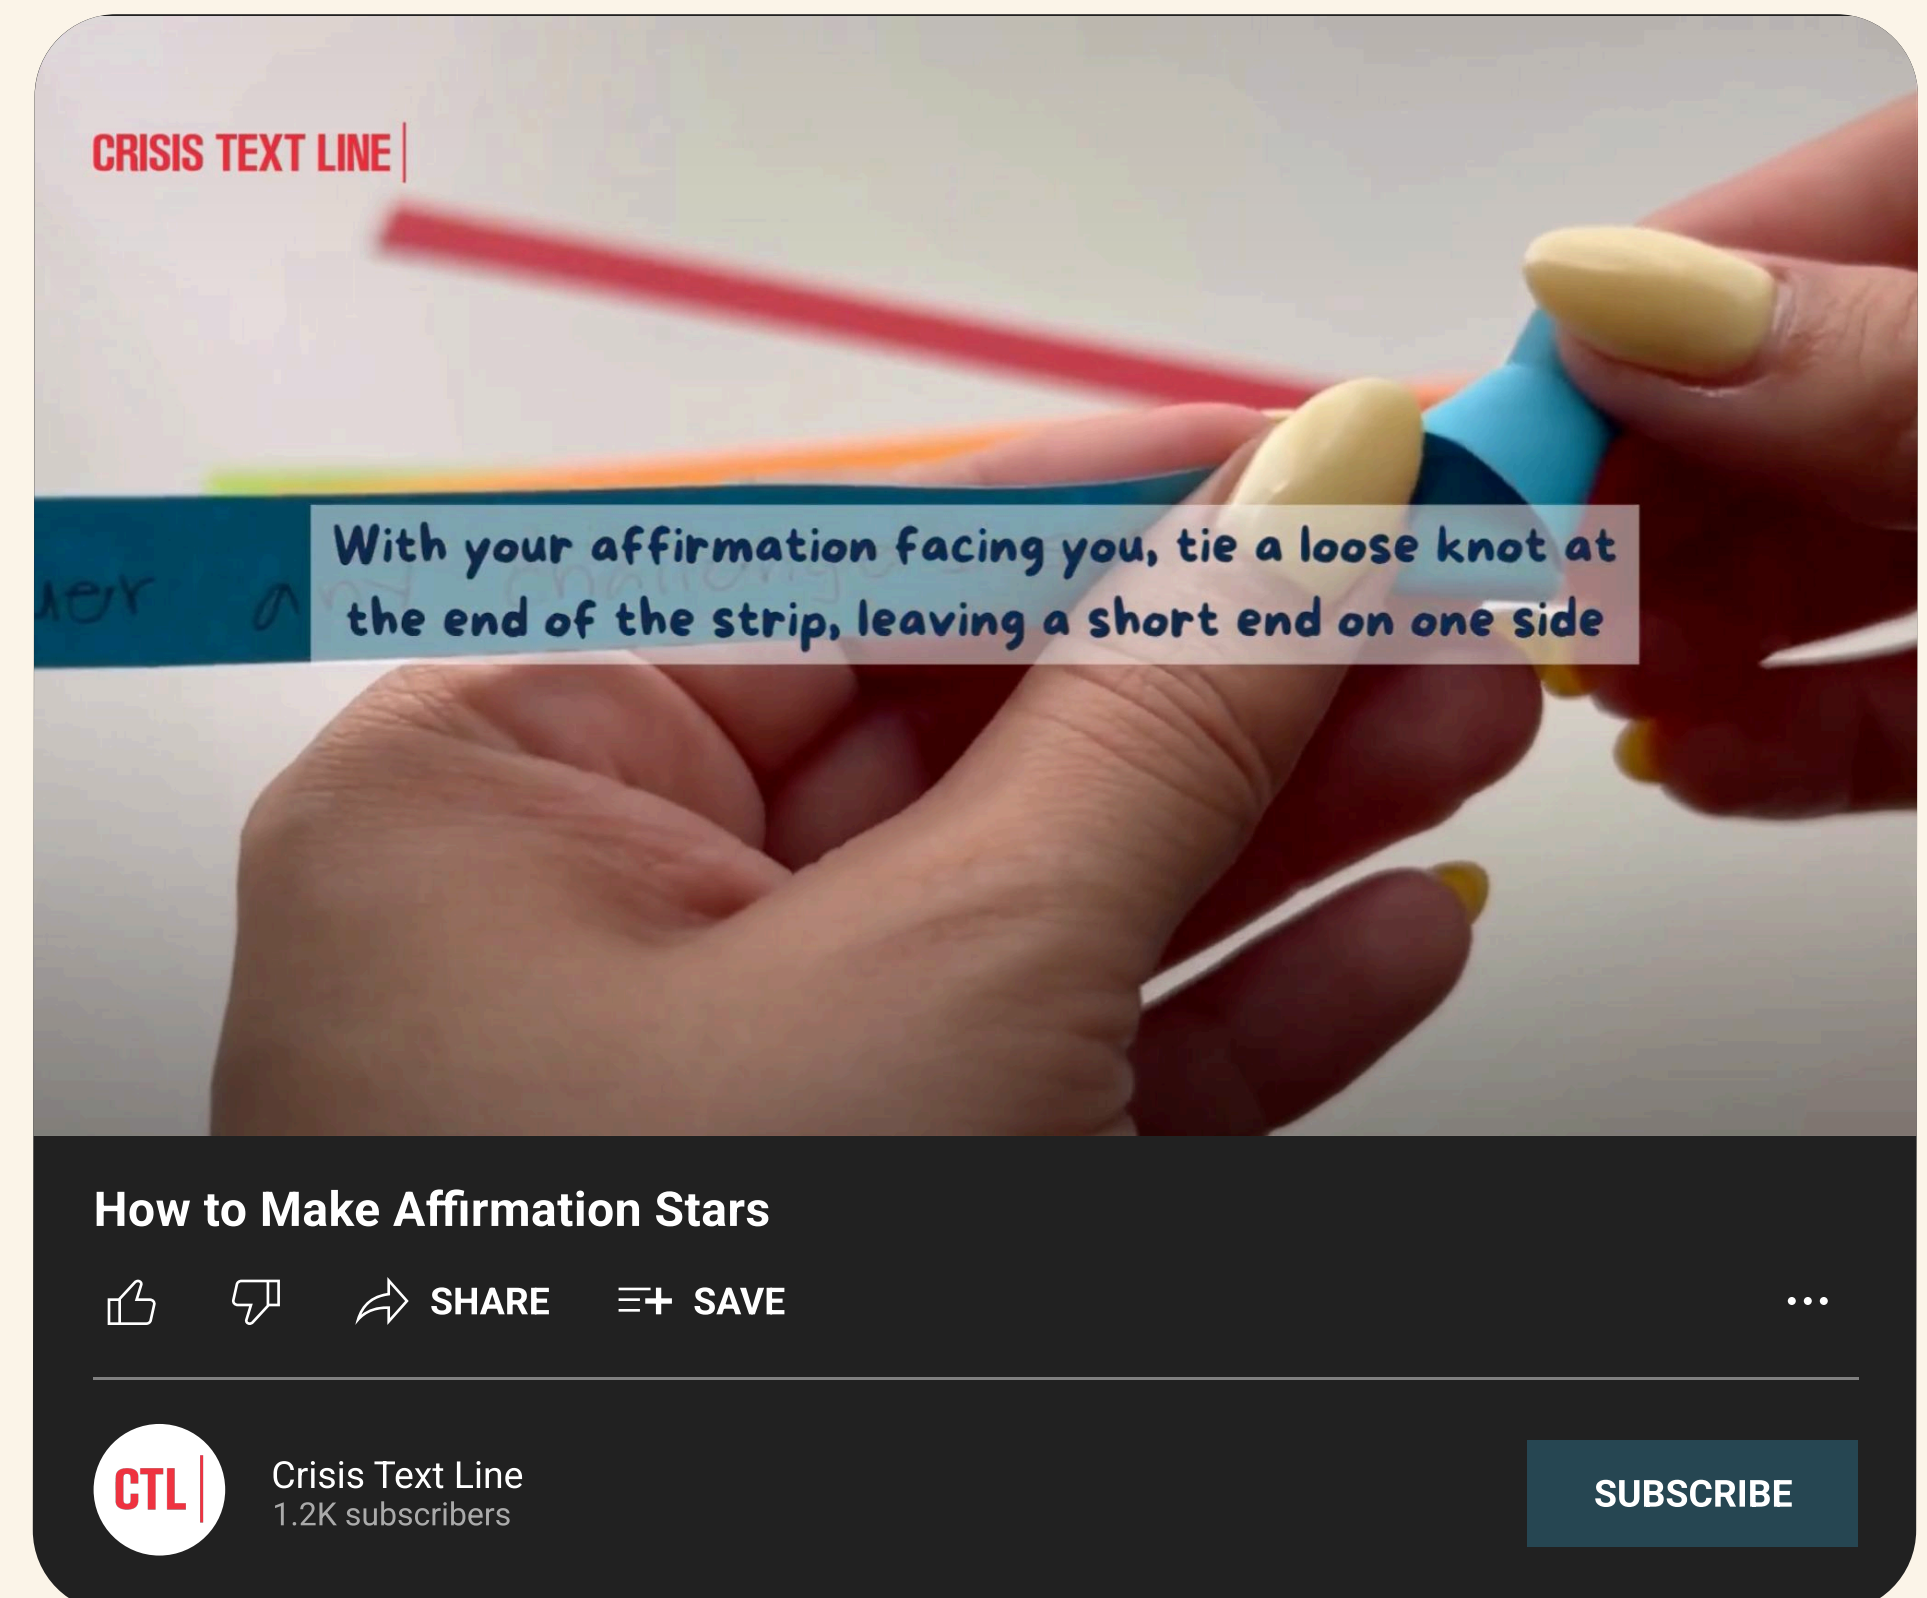 CRISIS TEXT LINE
With your affirmation facing you, tie a loose knot at
the end of the strip, leaving a short end on one side
How to Make Affirmation Stars
SHARE
SAVE
CTL
Crisis Text Line
1.2K subscribers
SUBSCRIBE